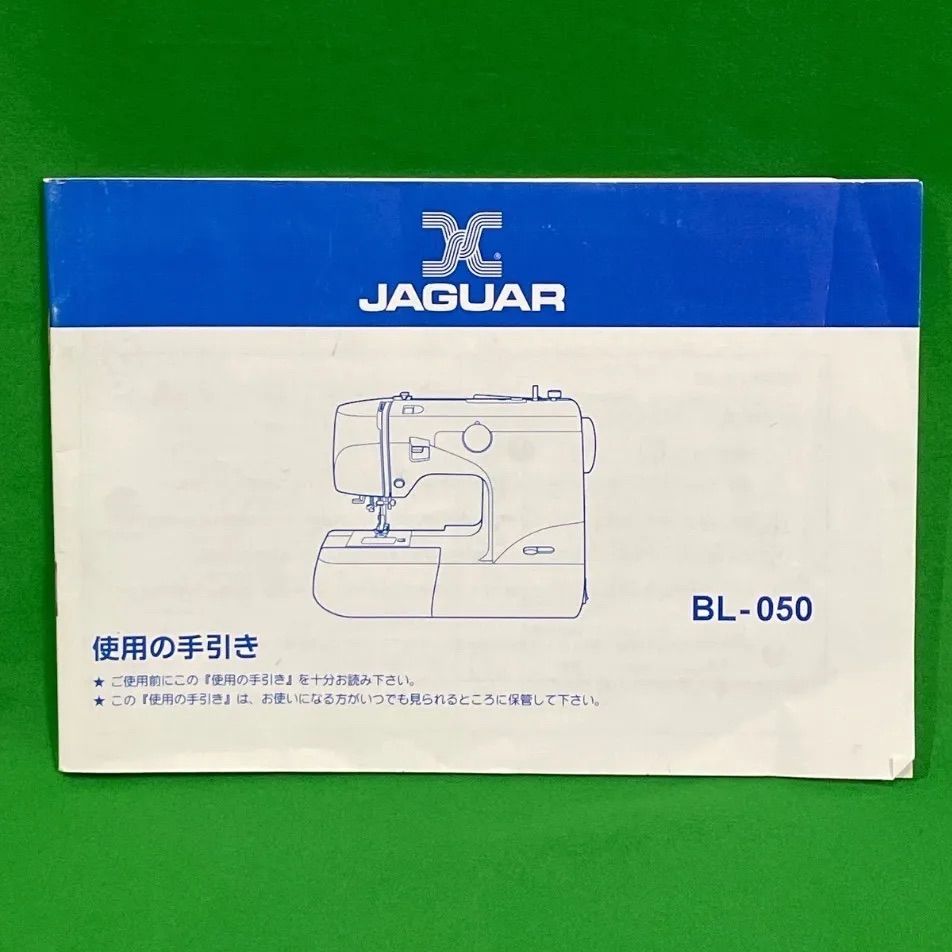 JAGUAR
BL-050
使用の手引き
★ ご使用前にこの『使用の手引き』を十分お読み下さい。
★ この『使用の手引き』は、お使いになる方がいつでも見られるところに保管して下さい。